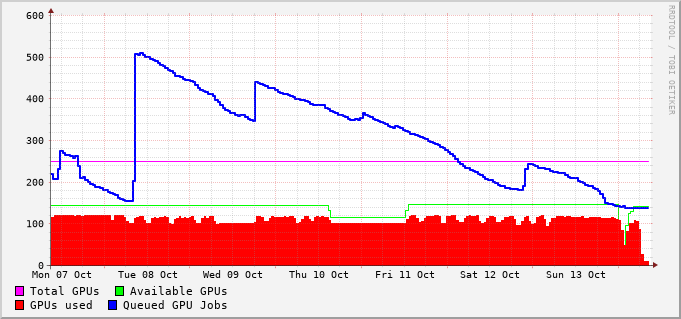 600
500
400
300
200
100
0
Mon 07 Oct Tue 08 Oct Wed 09 Oct Thu 10 Oct Fri 11 Oct Sat 12 Oct Sun 13 Oct
Total GPUs Available GPUs
GPUs used Queued GPU Jobs
RRDTOOL / TOBI OETIKER